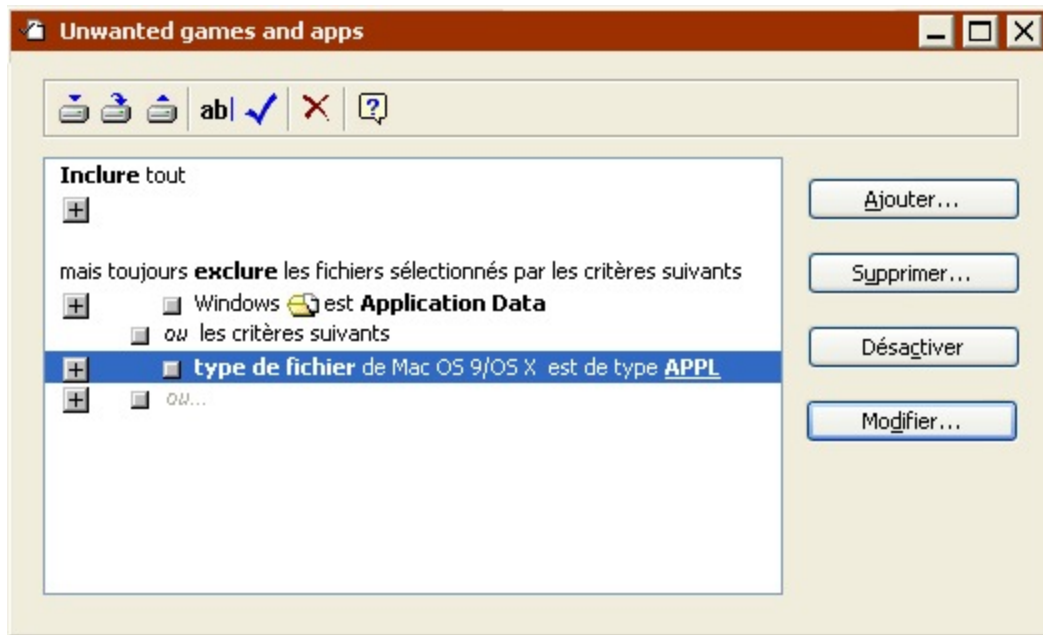 Unwanted games and apps
ab
Inclure tout
mais toujours exclure les fichiers sélectionnés par les critères suivants
Windows est Application Data
ou les critères suivants
type de fichier de Mac OS 9/OS X est de type APPL
ou...
Ajouter...
Supprimer...
Désactiver
Modifier...